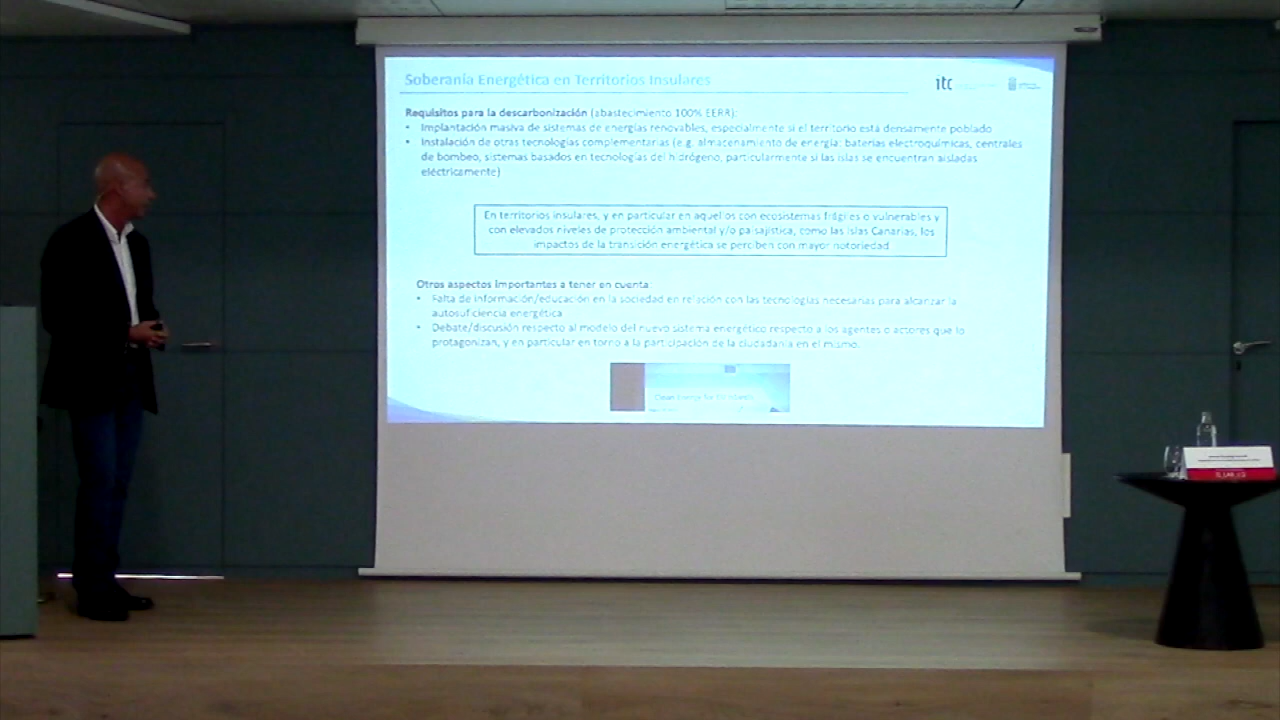 Soberanía Energética en Territorios Insulares
itc
Requisitos para la descarbonización (abastecimiento 100% EERR):
• Implantación masiva de sistemas de energías renovables, especialmente si el territorio está densamente poblado
• Instalación de otras tecnologías complementarias (e.g. almacenamiento de energía: baterías electroquímicas, centrales
de bombeo, sistemas basados en tecnologías del hidrógeno, particularmente si las islas se encuentran aisladas
eléctricamente)
En territorios insulares, y en particular en aquellos con ecosistemas frágiles o vulnerables y
con elevados niveles de protección ambiental y/o paisajística, como las Islas Canarias, los
impactos de la transición energética se perciben con mayor notoriedad
Otros aspectos importantes a tener en cuenta:
• Falta de información/educación en la sociedad en relación con las tecnologías necesarias para alcanzar la
autosuficiencia energética
• Debate/discusión respecto al modelo del nuevo sistema energético respecto a los agentes o actores que lo
protagonizan, y en particular en torno a la participación de la ciudadanía en el mismo.
Clean Energy for EU Islands